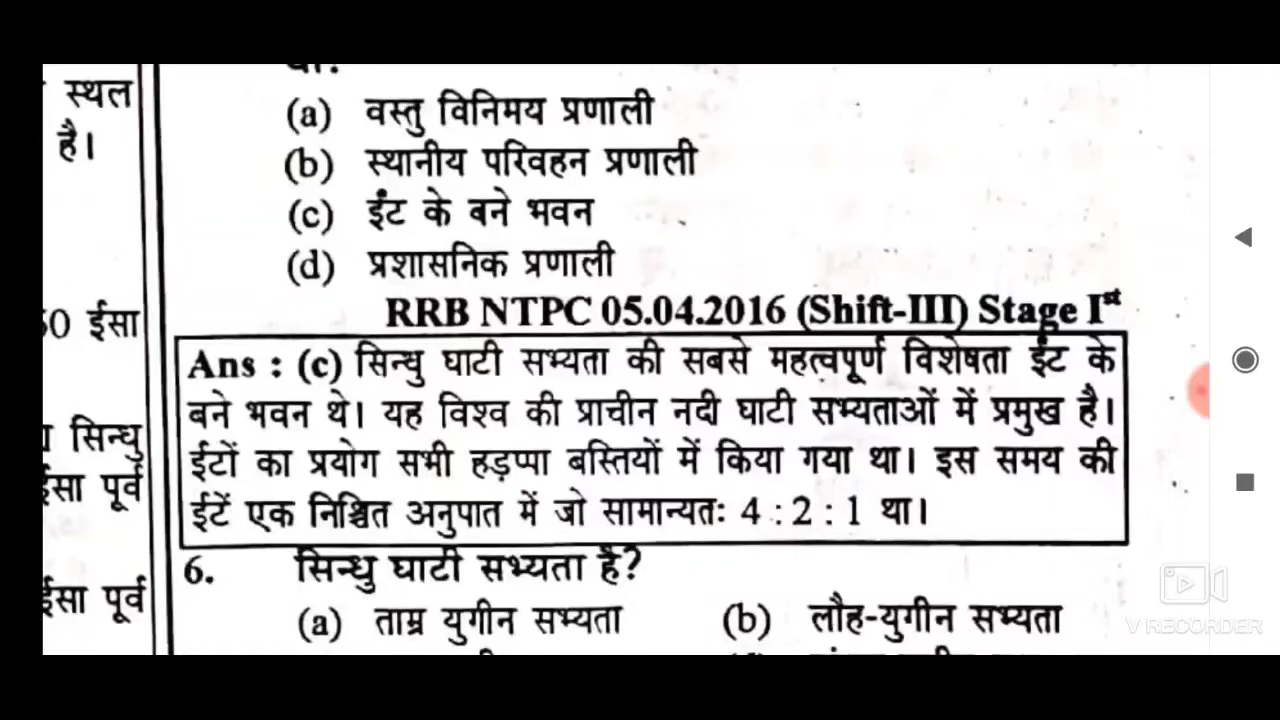 स्थल
है।
(a) वस्तु विनिमय प्रणाली
(b) स्थानीय परिवहन प्रणाली
(c) ईंट के बने भवन
(d) प्रशासनिक प्रणाली
RRB NTPC 05.04.2016 (Shift-III) Stage Ist
50 ईसा
Ans : (c) सिन्धु घाटी सभ्यता की सबसे महत्वपूर्ण विशेषता ईंट के
बने भवन थे। यह विश्व की प्राचीन नदी घाटी सभ्यताओं में प्रमुख है।
सिन्धु
ईटों का प्रयोग सभी हड़प्पा बस्तियों में किया गया था। इस समय की
ईसा पूर्व
ईटें एक निश्चित अनुपात में जो सामान्यतः 4 : 2 : 1 था।
6. सिन्धु घाटी सभ्यता है?
ईसा पूर्व
(a) ताम्र युगीन सभ्यता (b) लौह-युगीन सभ्यता
V RECORDER